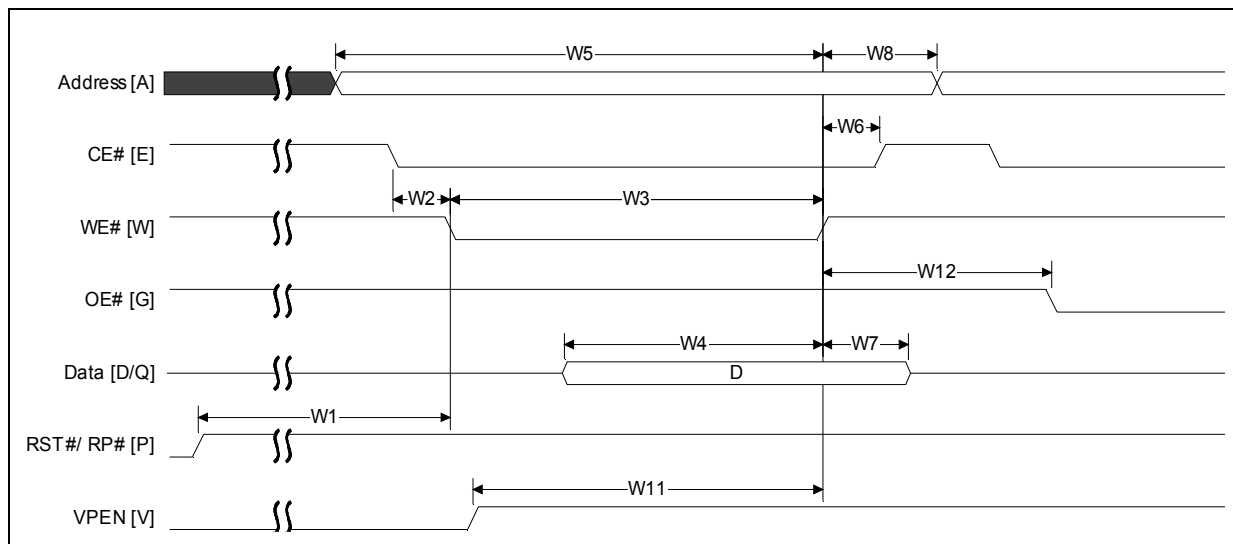 W5
W8
Address [A]
W6
CE# [E]
W2
W3
WE# [W]
W12
OE# [G]
W4
W7
Data [D/Q]
D
W1
RST#/ RP# [P]
W11
VPEN [V]